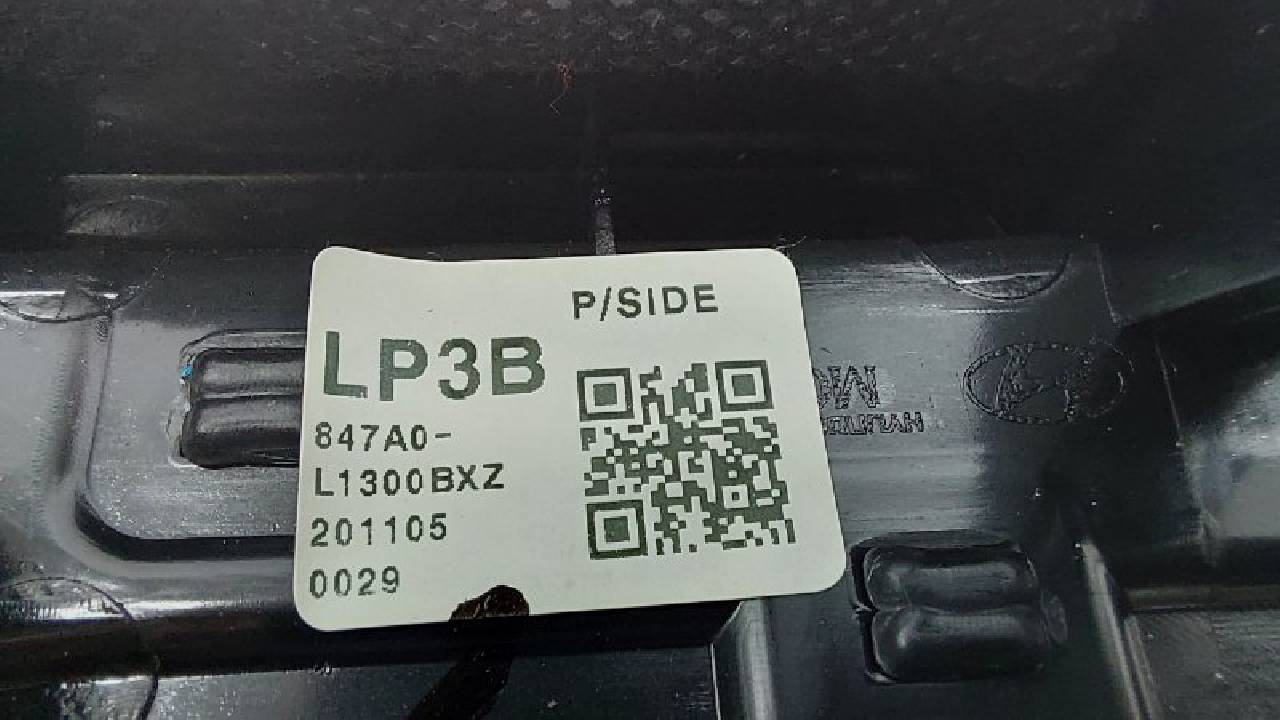 P/SIDE
LP3B
847A0-
L1300BXZ
201105
0029